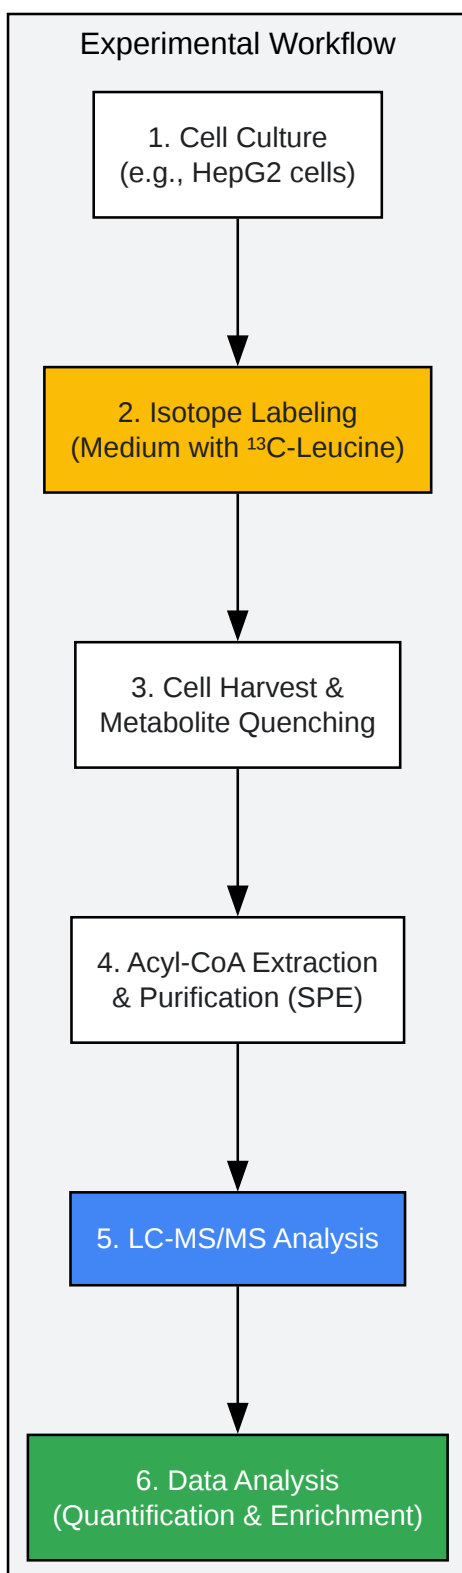 Experimental Workflow
1. Cell Culture
(e.g., HepG2 cells)
2. Isotope Labeling
(Medium with ¹³C-Leucine)
3. Cell Harvest &
Metabolite Quenching
4. Acyl-CoA Extraction
& Purification (SPE)
5. LC-MS/MS Analysis
6. Data Analysis
(Quantification & Enrichment)